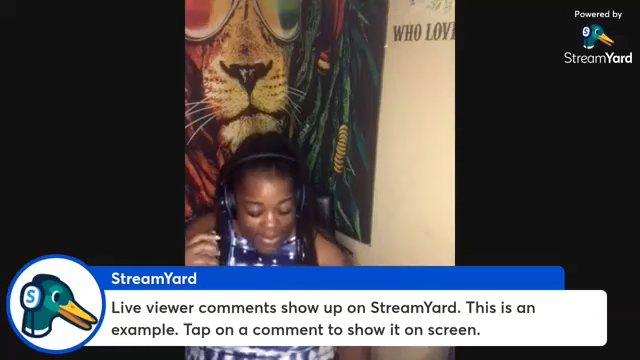 WHO LOVE
Powered by
StreamYard
StreamYard
Live viewer comments show up on StreamYard. This is an
example. Tap on a comment to show it on screen.